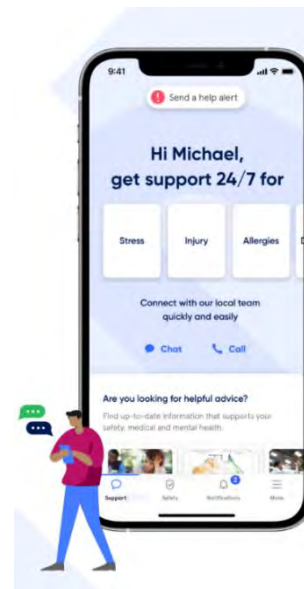 9:41
Send a help alert
Hi Michael,
get support 24/7 for
Stress
Injury
Allergies
D
Connect with our local team
quickly and easily
Chat
Call
Are you looking for helpful advice?
Find up-to-date information that supports your
safety, medical and mental health.
2
Support
Safety
Notifications
More